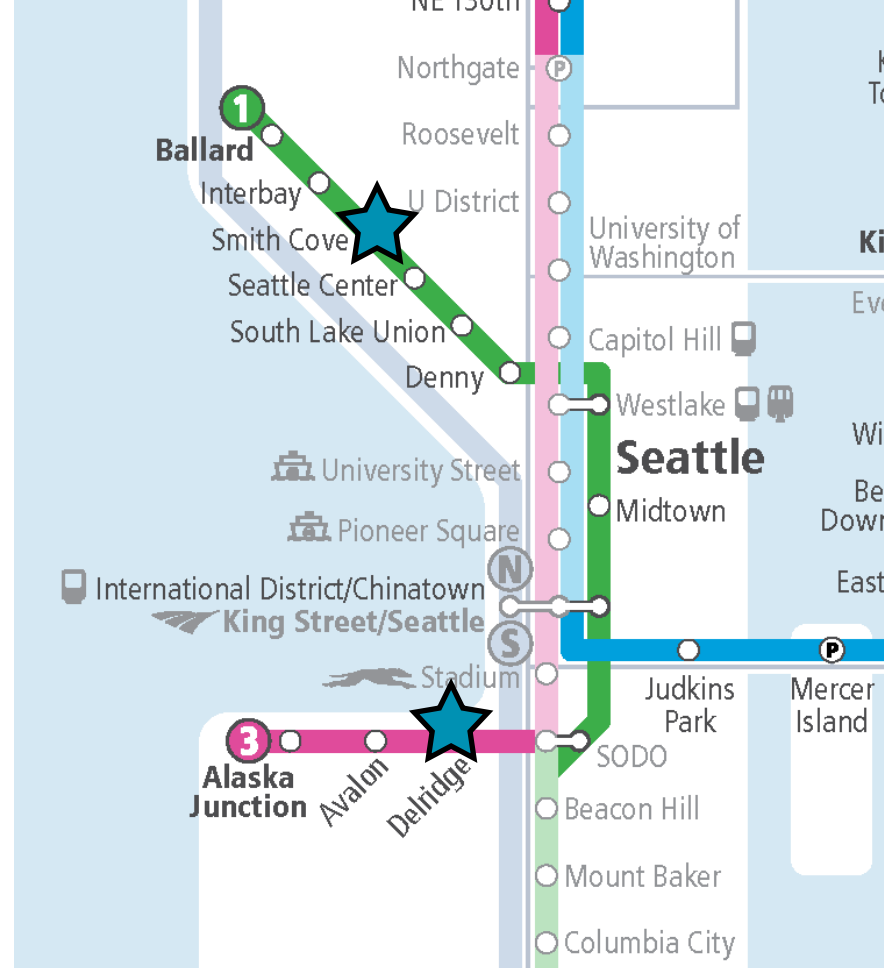 NE 130th
Northgate
P
Roosevelt
1
Ballard
Interbay
U District
University of
Washington
Smith Cove
Seattle Center
South Lake Union
Capitol Hill
Denny
Westlake
Seattle
University Street
Midtown
Pioneer Square
N
International District/Chinatown
King Street/Seattle
S
Stadium
Judkins
Park
P
Mercer
Island
3
Alaska
Junction
Avalon
Delridge
SODO
Beacon Hill
Mount Baker
Columbia City